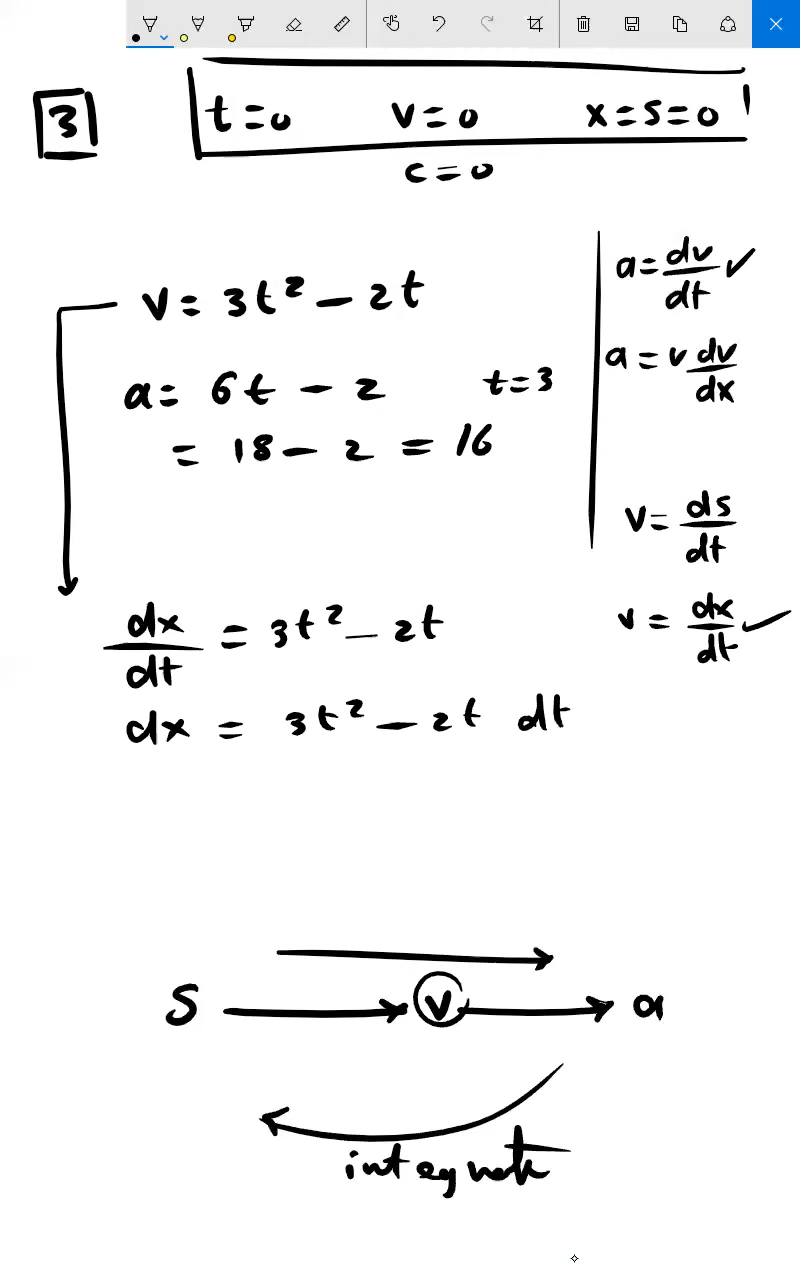 3
t=0 v=0 x=s=0
c=0
v= 3t² - 2t
a= 6t - 2 t=3
= 18 - 2 = 16
a= dv/dt ✓
a= v dv/dx
v= ds/dt
v= dx/dt ✓
dx/dt = 3t² - 2t
dx = 3t² - 2t dt
S → v → a
integrate